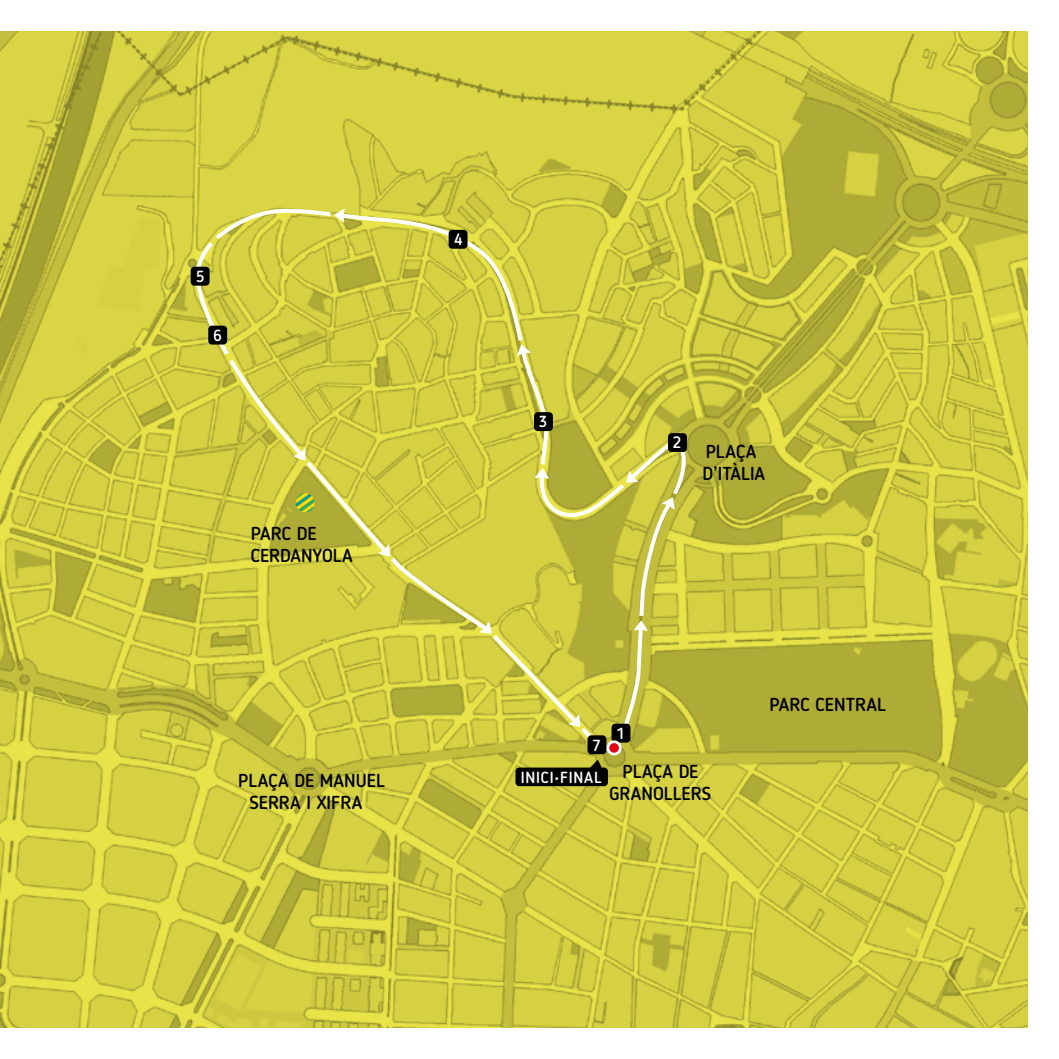 4
5
6
3
2
PLAÇA
D'ITÀLIA
PARC DE
CERDANYOLA
PARC CENTRAL
1
7
INICI·FINAL
PLAÇA DE
GRANOLLERS
PLAÇA DE MANUEL
SERRA I XIFRA